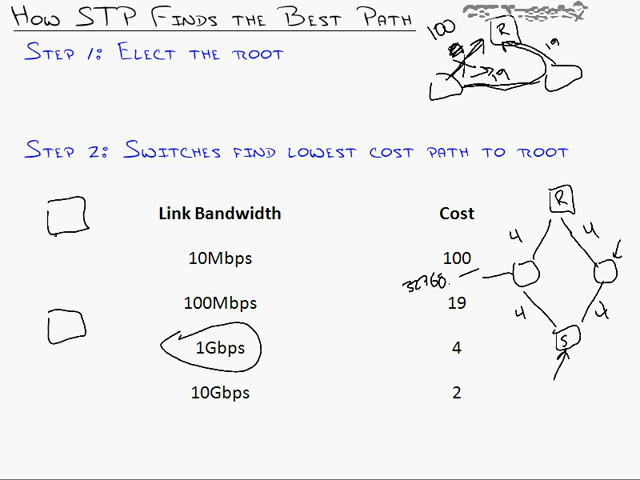 How STP Finds the Best Path
Step 1: Elect the root
100
R
19
19
Step 2: Switches find lowest cost path to root
Link Bandwidth Cost
R
10Mbps 100
4 4
32768.
100Mbps 19
4 4
1Gbps 4
S
10Gbps 2